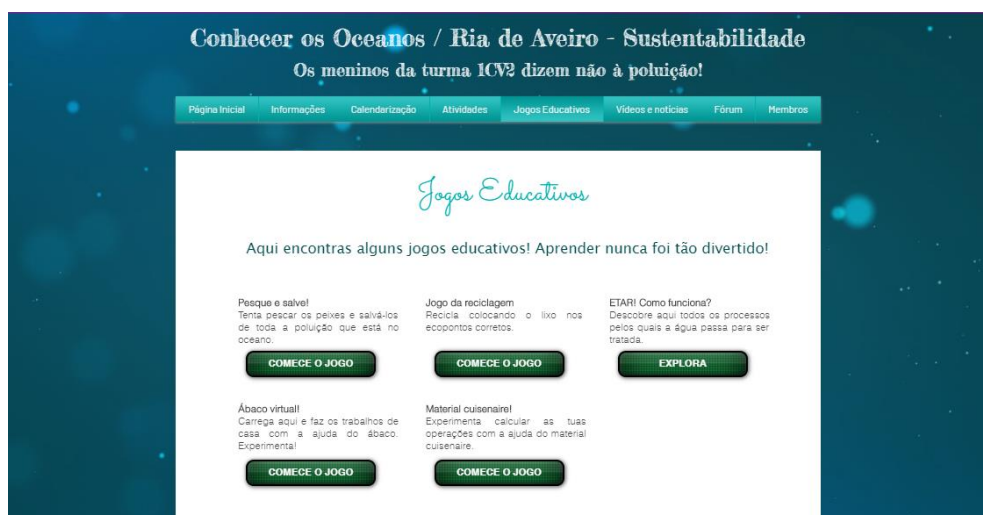 Conhecer os Oceanos / Ria de Aveiro - Sustentabilidade
Os meninos da turma 1CV2 dizem não à poluição!
Página Inicial Informações Calendarização Atividades Jogos Educativos Vídeos e notícias Fórum Membros
Jogos Educativos
Aqui encontras alguns jogos educativos! Aprender nunca foi tão divertido!
Pesque e salve!
Tenta pescar os peixes e salvá-los
de toda a poluição que está no
oceano.
COMECE O JOGO
Jogo da reciclagem
Recicla colocando o lixo nos
ecopontos corretos.
COMECE O JOGO
ETAR! Como funciona?
Descobre aqui todos os processos
pelos quais a água passa para ser
tratada.
EXPLORA
Ábaco virtual!
Carrega aqui e faz os trabalhos de
casa com a ajuda do ábaco.
Experimenta!
COMECE O JOGO
Material cuisenaire!
Experimenta calcular as tuas
operações com a ajuda do material
cuisenaire.
COMECE O JOGO